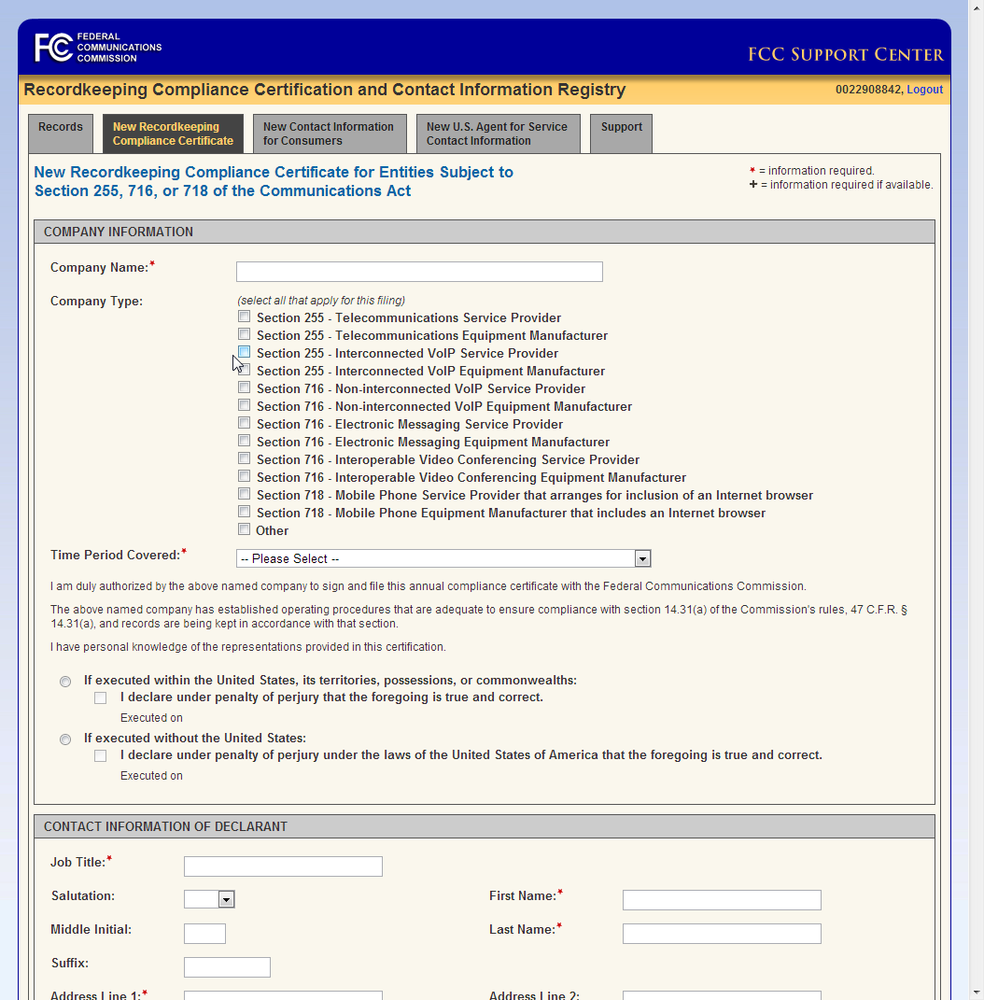 FCC FEDERAL
COMMUNICATIONS
COMMISSION
FCC SUPPORT CENTER
Recordkeeping Compliance Certification and Contact Information Registry
0022908842, Logout
Records
New Recordkeeping
Compliance Certificate
New Contact Information
for Consumers
New U.S. Agent for Service
Contact Information
Support
New Recordkeeping Compliance Certificate for Entities Subject to
Section 255, 716, or 718 of the Communications Act
* = information required.
+ = information required if available.
COMPANY INFORMATION
Company Name:*
Company Type:
(select all that apply for this filing)
Section 255 - Telecommunications Service Provider
Section 255 - Telecommunications Equipment Manufacturer
Section 255 - Interconnected VoIP Service Provider
Section 255 - Interconnected VoIP Equipment Manufacturer
Section 716 - Non-interconnected VoIP Service Provider
Section 716 - Non-interconnected VoIP Equipment Manufacturer
Section 716 - Electronic Messaging Service Provider
Section 716 - Electronic Messaging Equipment Manufacturer
Section 716 - Interoperable Video Conferencing Service Provider
Section 716 - Interoperable Video Conferencing Equipment Manufacturer
Section 718 - Mobile Phone Service Provider that arranges for inclusion of an Internet browser
Section 718 - Mobile Phone Equipment Manufacturer that includes an Internet browser
Other
Time Period Covered:*
-- Please Select --
I am duly authorized by the above named company to sign and file this annual compliance certificate with the Federal Communications Commission.
The above named company has established operating procedures that are adequate to ensure compliance with section 14.31(a) of the Commission's rules, 47 C.F.R. §
14.31(a), and records are being kept in accordance with that section.
I have personal knowledge of the representations provided in this certification.
If executed within the United States, its territories, possessions, or commonwealths:
I declare under penalty of perjury that the foregoing is true and correct.
Executed on
If executed without the United States:
I declare under penalty of perjury under the laws of the United States of America that the foregoing is true and correct.
Executed on
CONTACT INFORMATION OF DECLARANT
Job Title:*
Salutation:
First Name:*
Middle Initial:
Last Name:*
Suffix:
Address Line 1:*
Address Line 2: